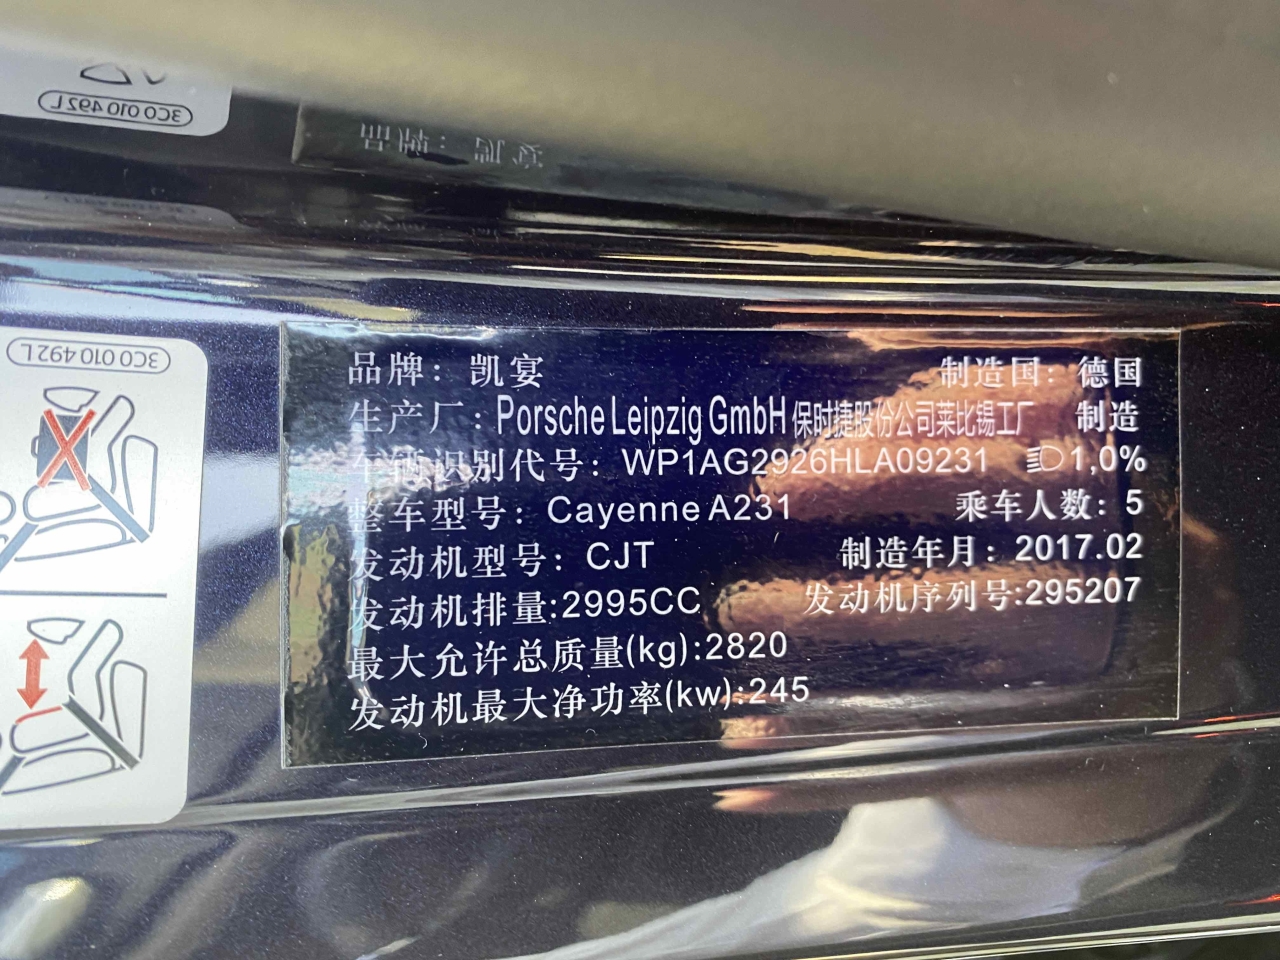 3C0 010 492L
品牌：凯宴
3C0 010 492L
品牌：凯宴 制造国：德国
生产厂：Porsche Leipzig GmbH 保时捷股份公司莱比锡工厂 制造
车辆识别代号：WP1AG2926HLA09231 1,0%
整车型号：Cayenne A231 乘车人数：5
发动机型号：CJT 制造年月：2017.02
发动机排量:2995CC 发动机序列号:295207
最大允许总质量(kg):2820
发动机最大净功率(kw):245